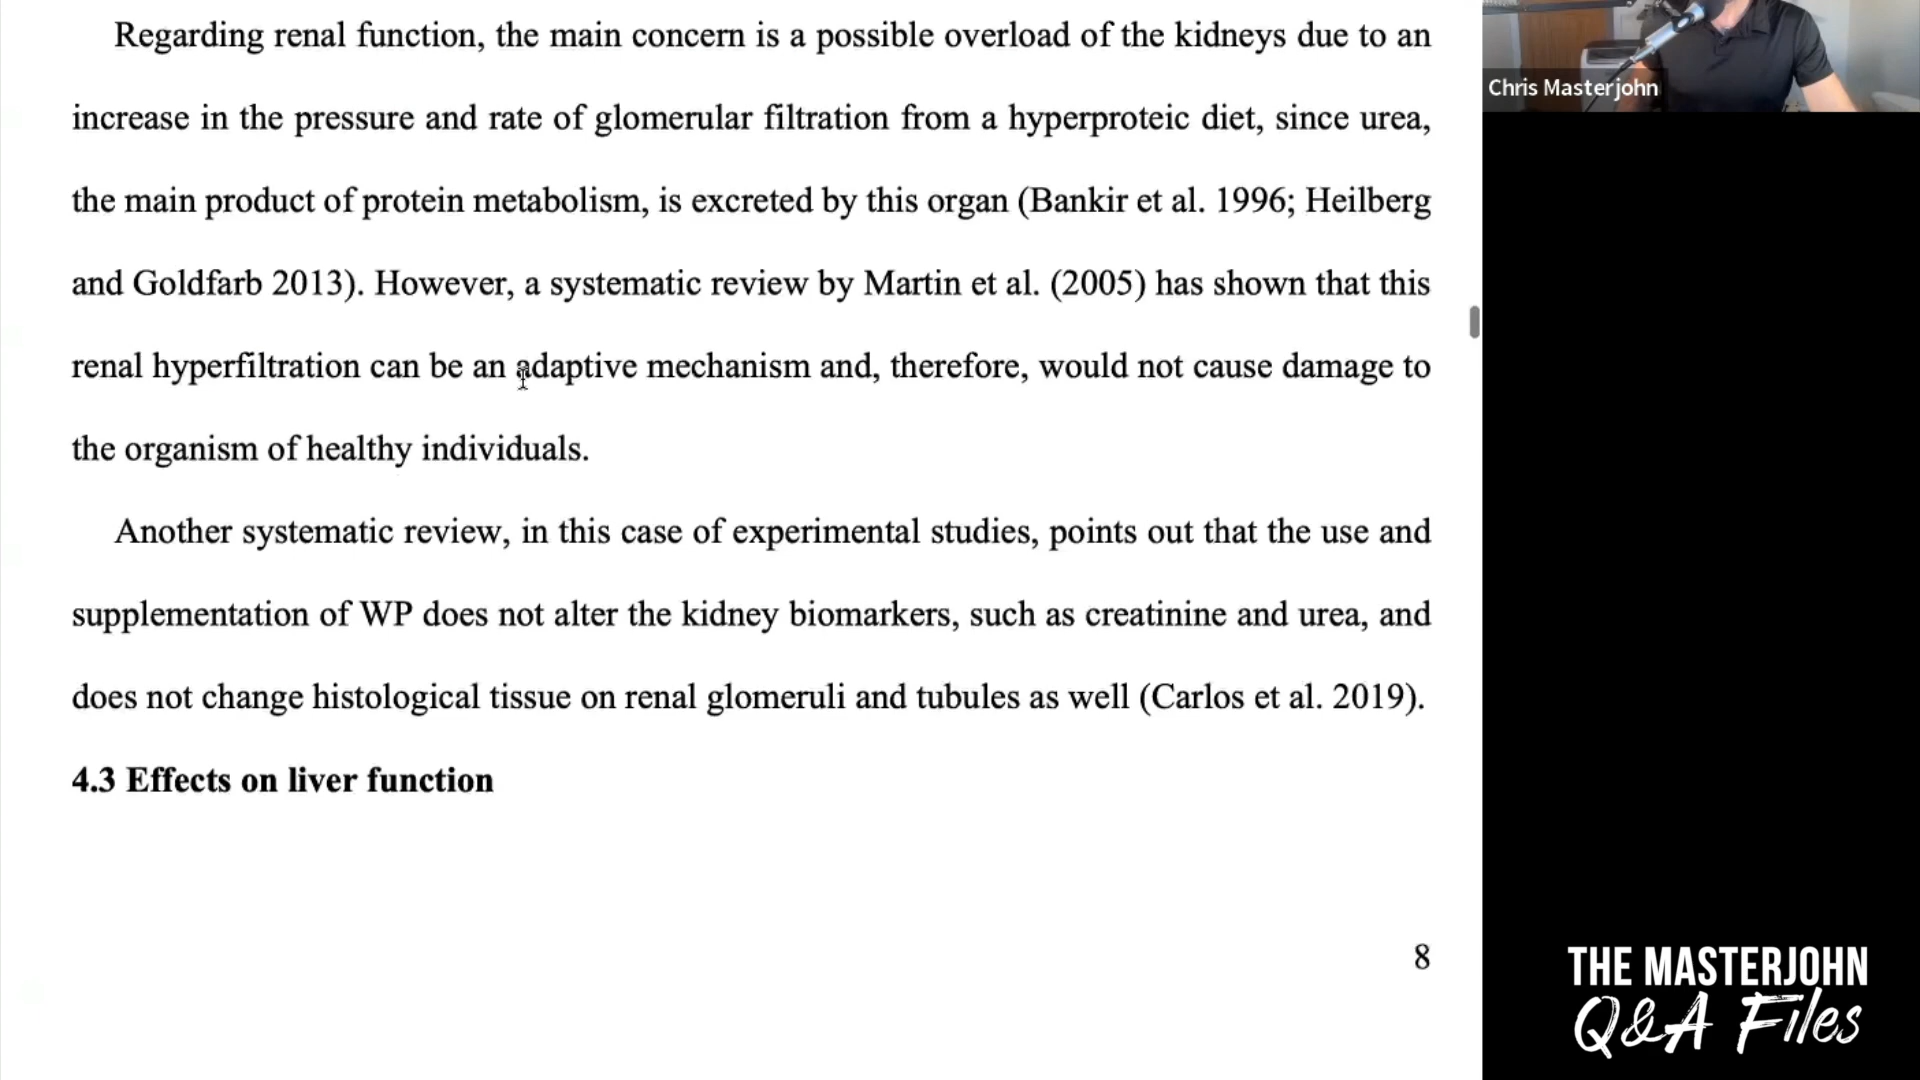 Regarding renal function, the main concern is a possible overload of the kidneys due to an
increase in the pressure and rate of glomerular filtration from a hyperproteic diet, since urea,
the main product of protein metabolism, is excreted by this organ (Bankir et al. 1996; Heilberg
and Goldfarb 2013). However, a systematic review by Martin et al. (2005) has shown that this
renal hyperfiltration can be an adaptive mechanism and, therefore, would not cause damage to
the organism of healthy individuals.
Another systematic review, in this case of experimental studies, points out that the use and
supplementation of WP does not alter the kidney biomarkers, such as creatinine and urea, and
does not change histological tissue on renal glomeruli and tubules as well (Carlos et al. 2019).
4.3 Effects on liver function
8
Chris Masterjohn
THE MASTERJOHN
Q&A Files